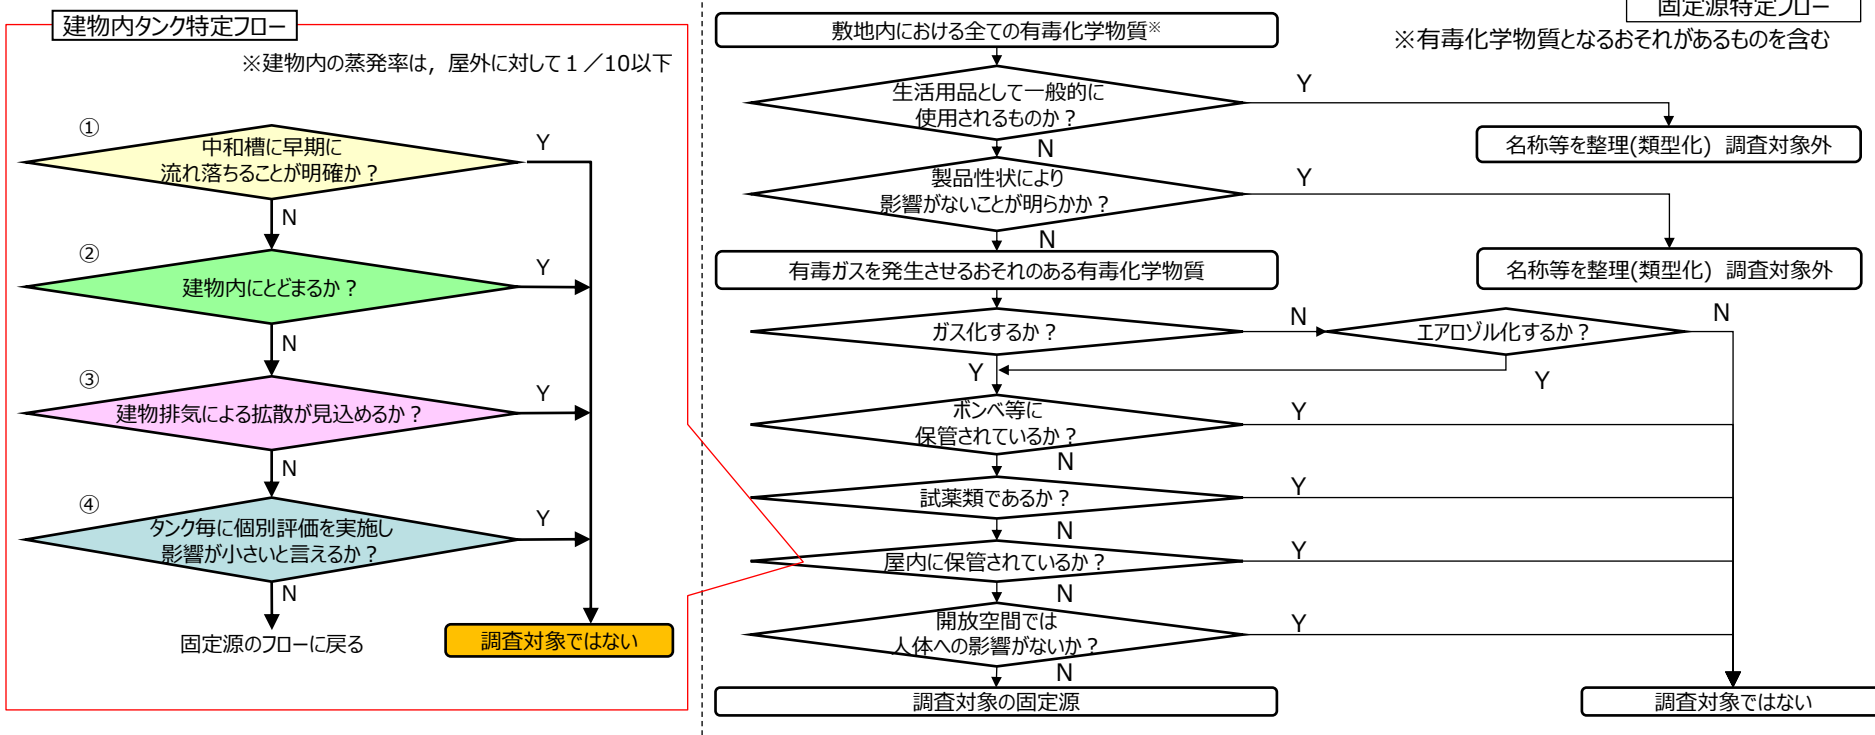 建物内タンク特定フロー
※建物内の蒸発率は，屋外に対して１／10以下
①
中和槽に早期に
流れ落ちることが明確か？
Y
N
②
建物内にとどまるか？
Y
N
③
建物排気による拡散が見込めるか？
Y
N
④
タンク毎に個別評価を実施し
影響が小さいと言えるか？
Y
N
固定源のフローに戻る
調査対象ではない
固定源特定フロー
※有毒化学物質となるおそれがあるものを含む
敷地内における全ての有毒化学物質※
生活用品として一般的に
使用されるものか？
Y
名称等を整理(類型化) 調査対象外
N
製品性状により
影響がないことが明らかか？
Y
名称等を整理(類型化) 調査対象外
N
有毒ガスを発生させるおそれのある有毒化学物質
ガス化するか？
N
エアロゾル化するか？
N
Y
Y
ボンベ等に
保管されているか？
Y
N
試薬類であるか？
Y
N
屋内に保管されているか？
Y
N
開放空間では
人体への影響がないか？
Y
N
調査対象の固定源
調査対象ではない